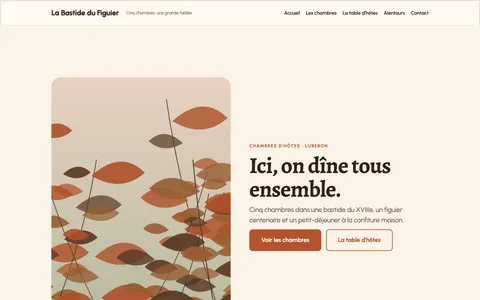 La Bastide du Figuier
Cinq chambres, une grande tablée
Accueil
Les chambres
La table d'hôtes
Alentours
Contact
CHAMBRES D'HÔTES · LUBERON
Ici, on dîne tous
ensemble.
Cinq chambres dans une bastide du XVIIIe, un figuier
centenaire et un petit-déjeuner à la confiture maison.
Voir les chambres
La table d'hôtes